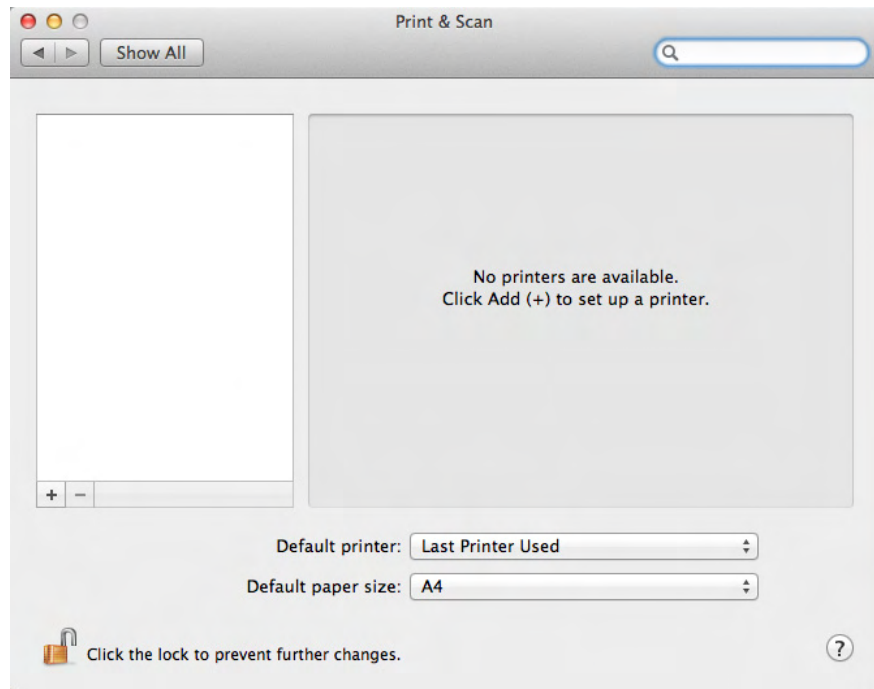 Print & Scan
Show All
No printers are available.
Click Add (+) to set up a printer.
+ −
Default printer: Last Printer Used
Default paper size: A4
Click the lock to prevent further changes.
?